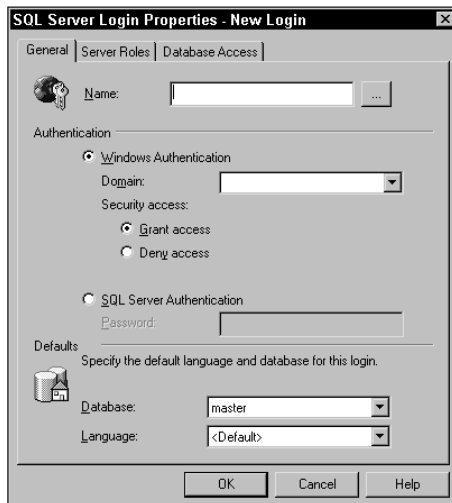 SQL Server Login Properties - New Login
General Server Roles Database Access
Name: ...
Authentication
Windows Authentication
Domain:
Security access:
Grant access
Deny access
SQL Server Authentication
Password:
Defaults
Specify the default language and database for this login.
Database: master
Language: <Default>
OK Cancel Help